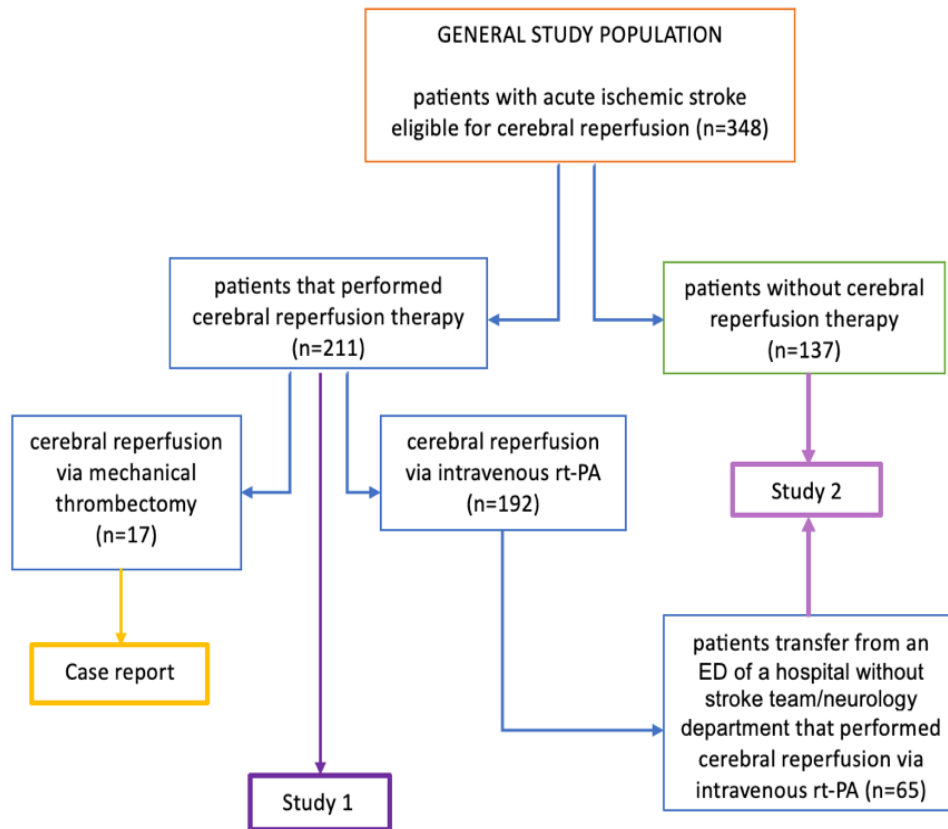 GENERAL STUDY POPULATION
patients with acute ischemic stroke
eligible for cerebral reperfusion (n=348)
patients that performed
cerebral reperfusion therapy
(n=211)
patients without cerebral
reperfusion therapy
(n=137)
cerebral reperfusion
via mechanical
thrombectomy
(n=17)
cerebral reperfusion
via intravenous rt-PA
(n=192)
Study 2
Case report
patients transfer from an
ED of a hospital without
stroke team/neurology
department that performed
cerebral reperfusion via
intravenous rt-PA (n=65)
Study 1